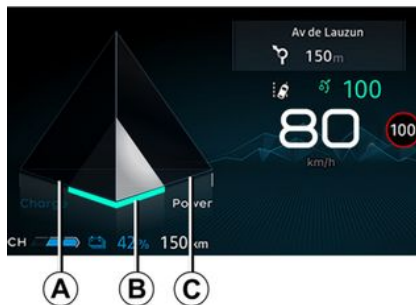 Av de Lauzun
150m
100
80
100
km/h
Charge
Power
CH
42%
150 km
A
B
C